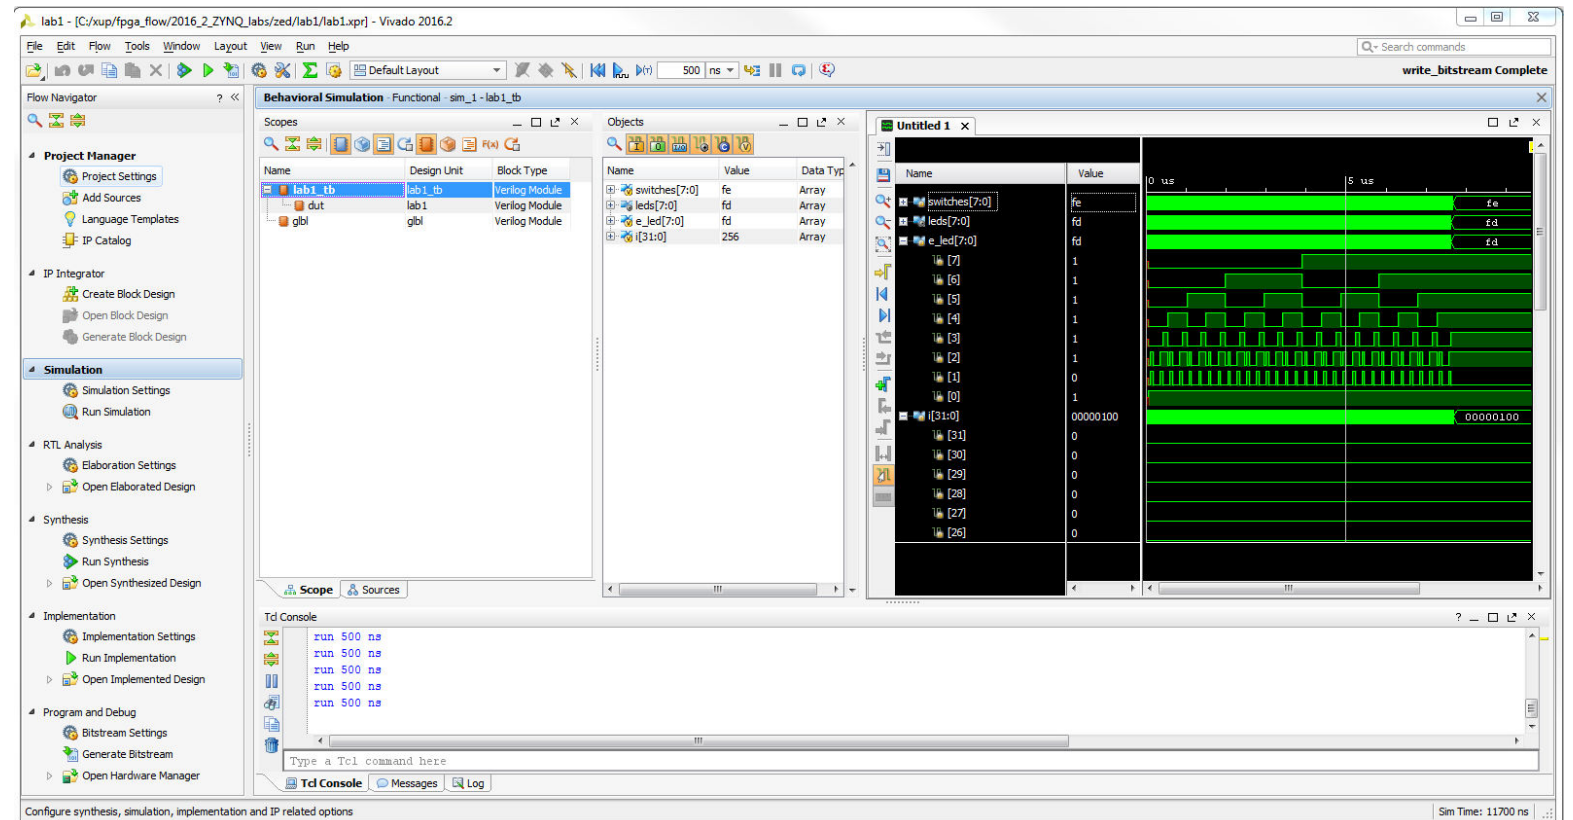 lab1 - [C:/xup/fpga_flow/2016_2_ZYNQ_labs/zed/lab1/lab1.xpr] - Vivado 2016.2
File Edit Flow Tools Window Layout View Run Help
Search commands
Default Layout
500 ns
write_bitstream Complete
Flow Navigator
Project Manager
Project Settings
Add Sources
Language Templates
IP Catalog
IP Integrator
Create Block Design
Open Block Design
Generate Block Design
Simulation
Simulation Settings
Run Simulation
RTL Analysis
Elaboration Settings
Open Elaborated Design
Synthesis
Synthesis Settings
Run Synthesis
Open Synthesized Design
Implementation
Implementation Settings
Run Implementation
Open Implemented Design
Program and Debug
Bitstream Settings
Generate Bitstream
Open Hardware Manager
Behavioral Simulation - Functional - sim_1 - lab1_tb
Scopes
Name Design Unit Block Type
lab1_tb lab1_tb Verilog Module
dut lab1 Verilog Module
glbl glbl Verilog Module
Scope Sources
Objects
Name Value Data Typ
switches[7:0] fe Array
leds[7:0] fd Array
e_led[7:0] fd Array
i[31:0] 256 Array
Untitled 1
Name Value
0 us 5 us
switches[7:0] fe fe
leds[7:0] fd fd
e_led[7:0] fd fd
[7] 1
[6] 1
[5] 1
[4] 1
[3] 1
[2] 1
[1] 0
[0] 1
i[31:0] 00000100 00000100
[31] 0
[30] 0
[29] 0
[28] 0
[27] 0
[26] 0
Tcl Console
run 500 ns
run 500 ns
run 500 ns
run 500 ns
run 500 ns
Type a Tcl command here
Tcl Console Messages Log
Configure synthesis, simulation, implementation and IP related options
Sim Time: 11700 ns